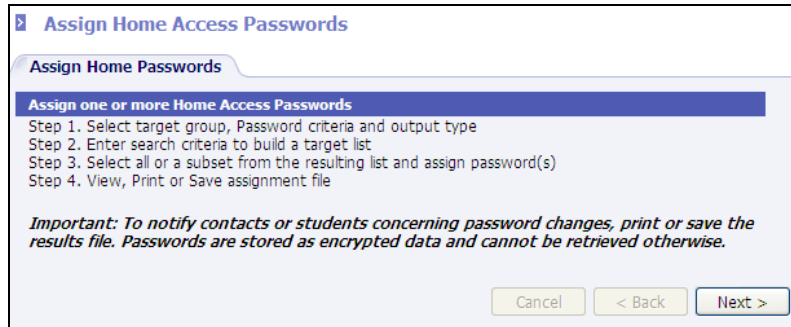 Assign Home Access Passwords
Assign Home Passwords
Assign one or more Home Access Passwords
Step 1. Select target group, Password criteria and output type
Step 2. Enter search criteria to build a target list
Step 3. Select all or a subset from the resulting list and assign password(s)
Step 4. View, Print or Save assignment file
Important: To notify contacts or students concerning password changes, print or save the
results file. Passwords are stored as encrypted data and cannot be retrieved otherwise.
Cancel < Back Next >